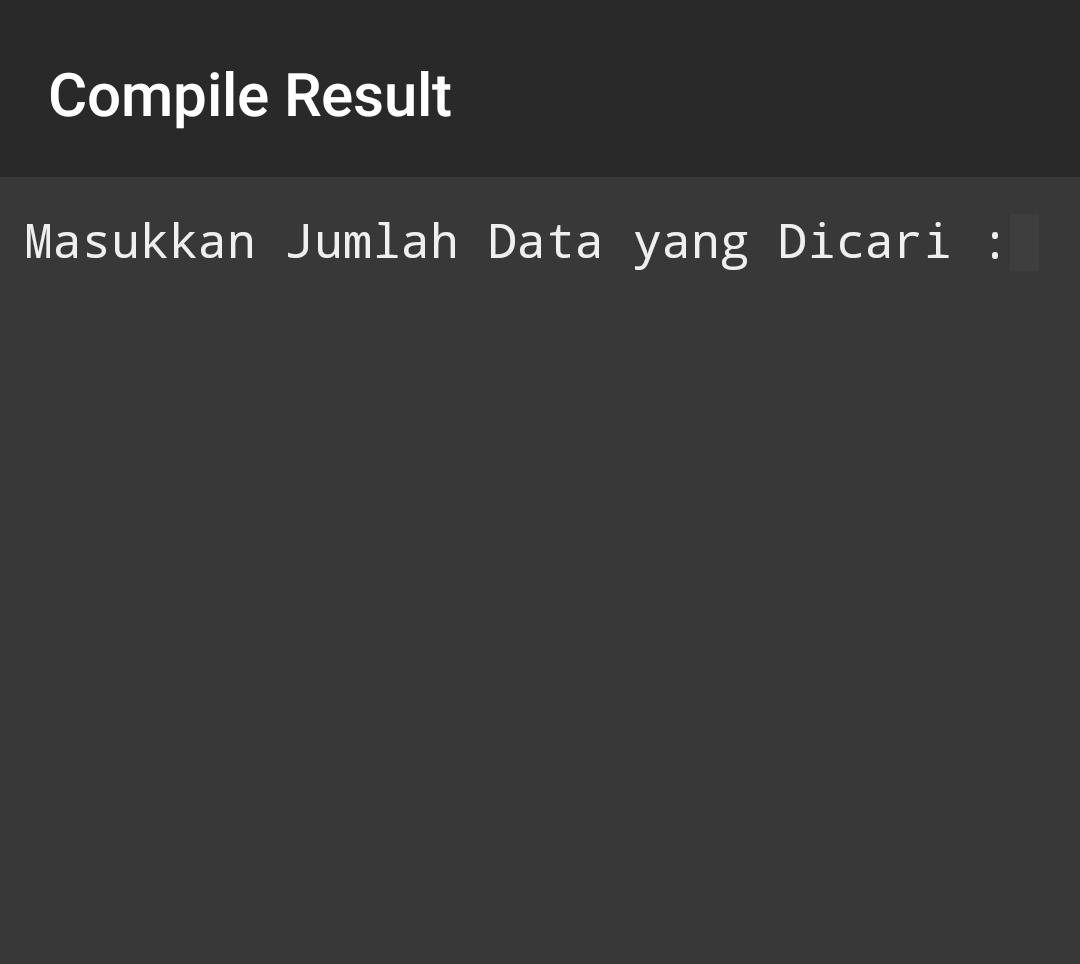 Compile Result
Masukkan Jumlah Data yang Dicari :